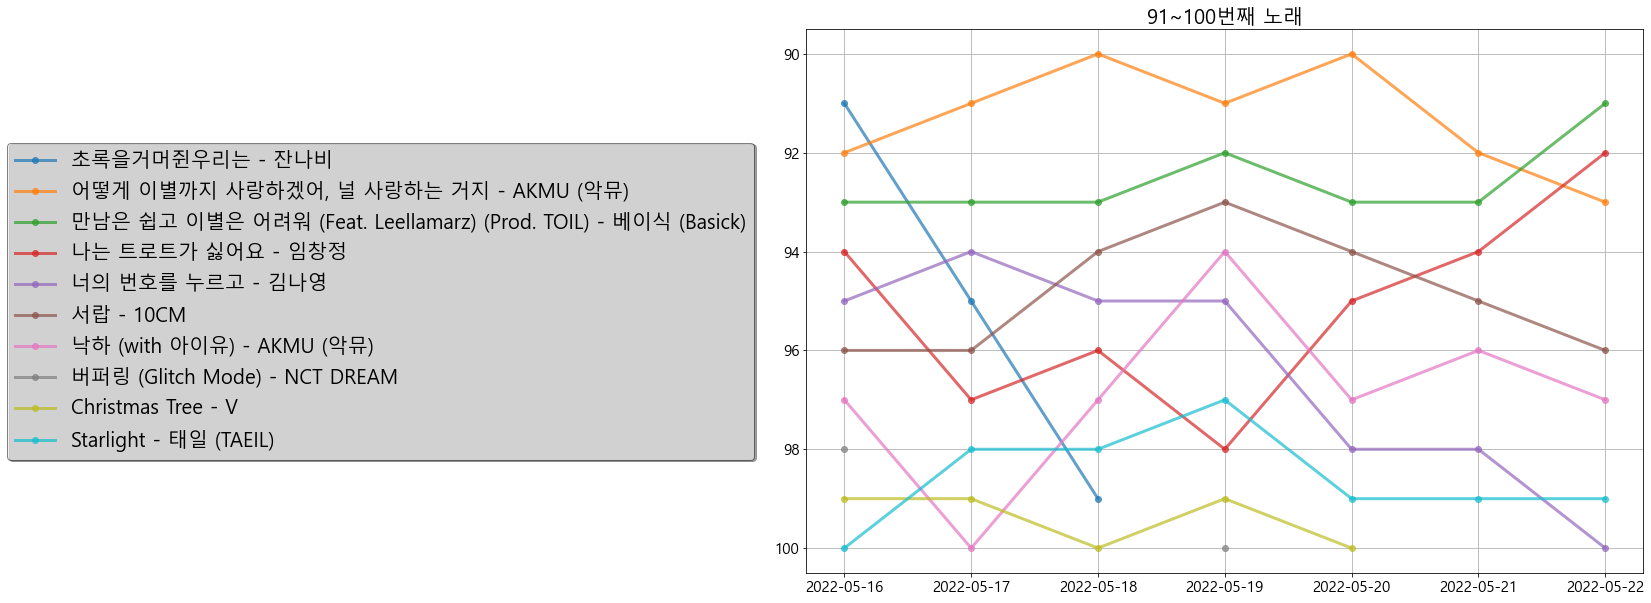 91~100번째 노래
초록을거머쥔우리는 - 잔나비
어떻게 이별까지 사랑하겠어, 널 사랑하는 거지 - AKMU (악뮤)
만남은 쉽고 이별은 어려워 (Feat. Leellamarz) (Prod. TOIL) - 베이식 (Basick)
나는 트로트가 싫어요 - 임창정
너의 번호를 누르고 - 김나영
서랍 - 10CM
낙하 (with 아이유) - AKMU (악뮤)
버퍼링 (Glitch Mode) - NCT DREAM
Christmas Tree - V
Starlight - 태일 (TAEIL)
90
92
94
96
98
100
2022-05-16 2022-05-17 2022-05-18 2022-05-19 2022-05-20 2022-05-21 2022-05-22